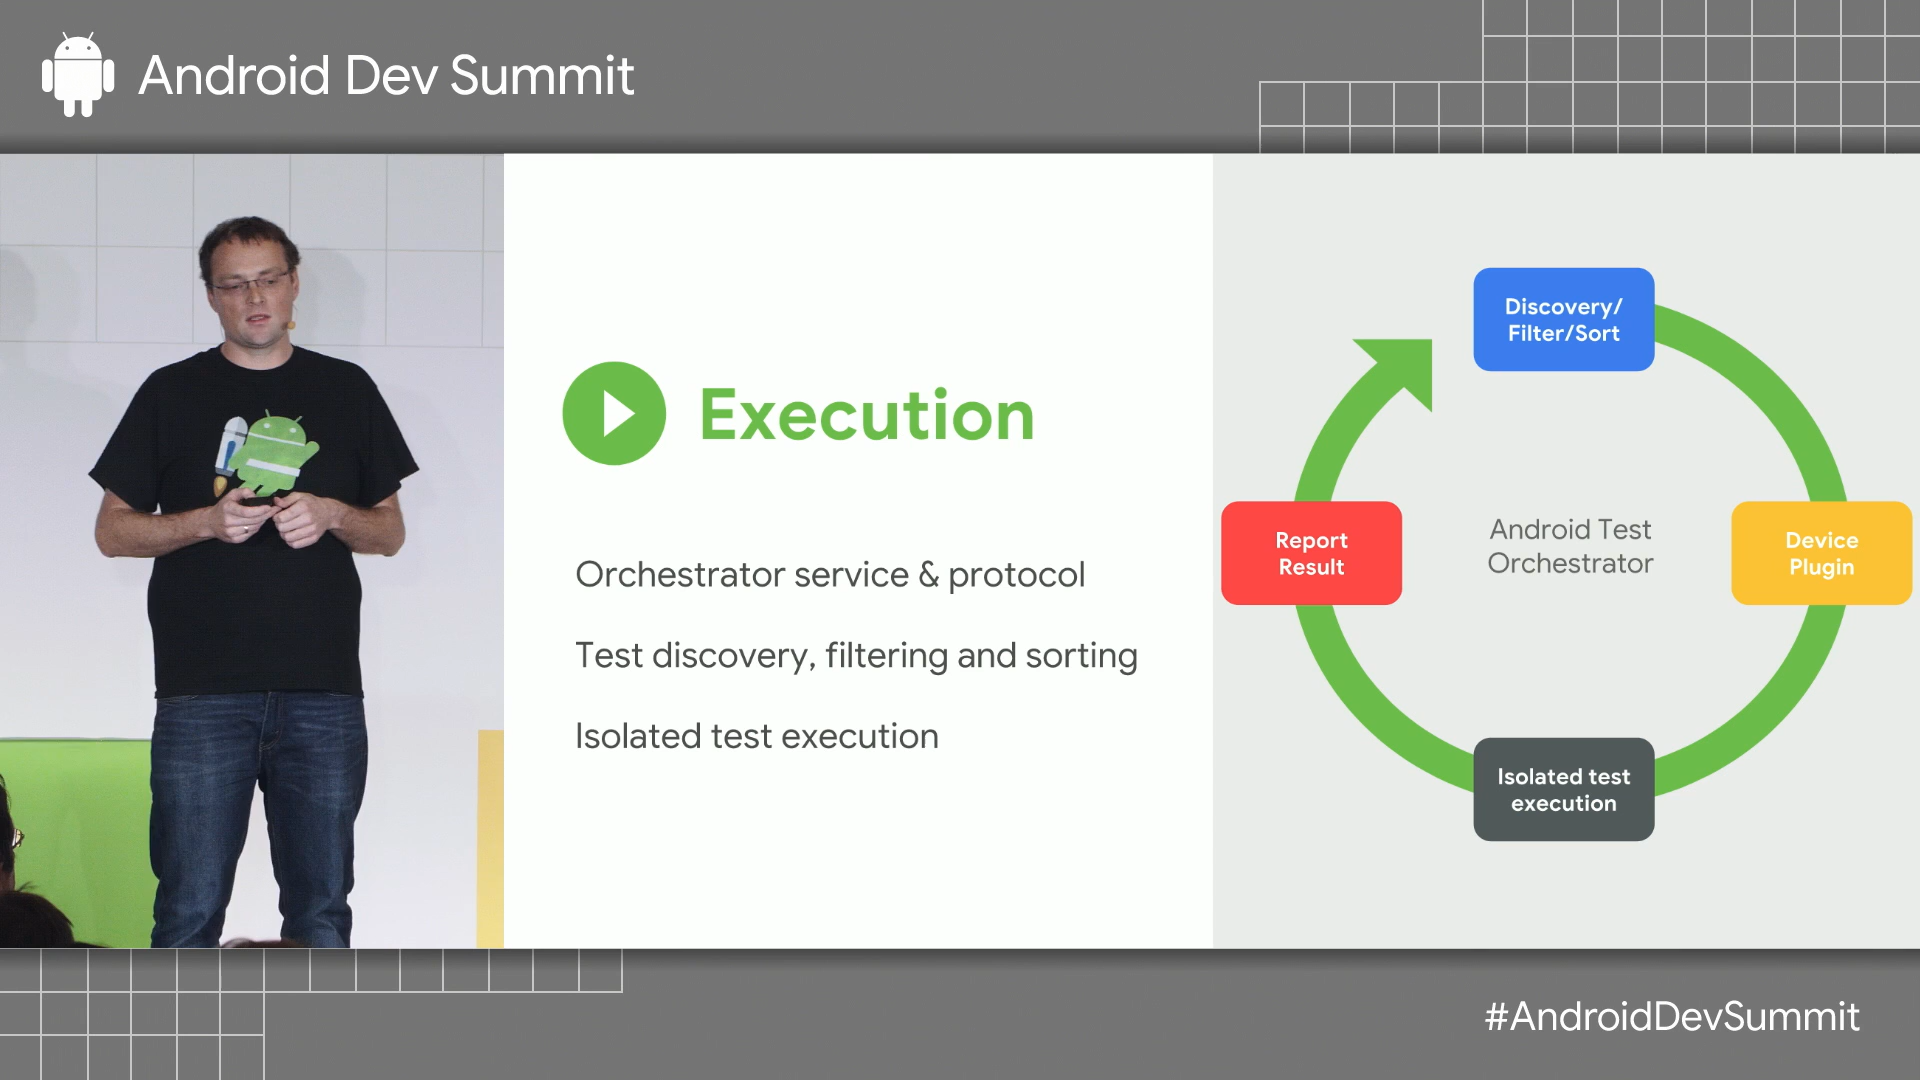 Android Dev Summit
Execution
Orchestrator service & protocol
Test discovery, filtering and sorting
Isolated test execution
Discovery/
Filter/Sort
Report
Result
Android Test
Orchestrator
Device
Plugin
Isolated test
execution
#AndroidDevSummit